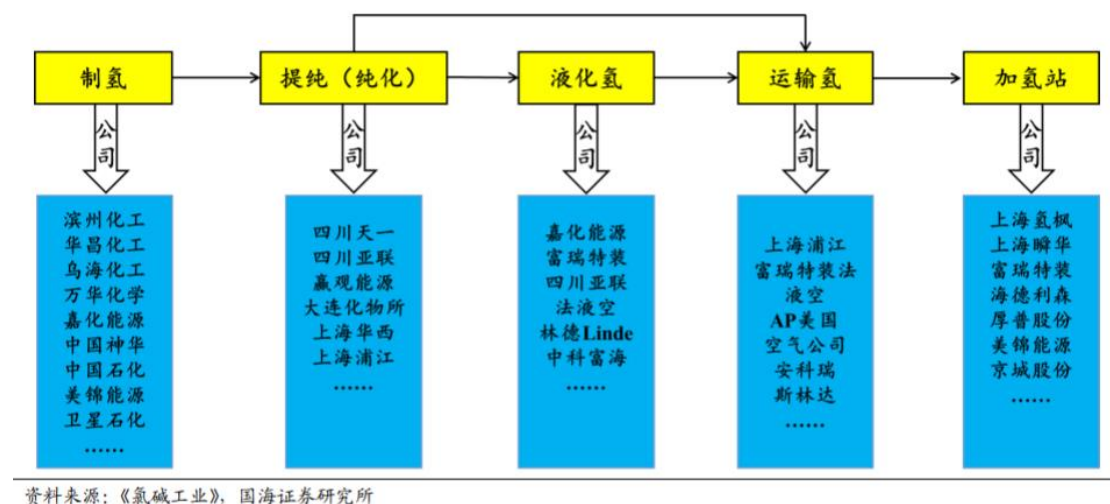 制氢
提纯（纯化）
液化氢
运输氢
加氢站
公司
公司
公司
公司
公司
滨州化工
华昌化工
乌海化工
万华化学
嘉化能源
中国神华
中国石化
美锦能源
卫星石化
……
四川天一
四川亚联
赢观能源
大连化物所
上海华西
上海浦江
……
嘉化能源
富瑞特装
四川亚联
法液空
林德Linde
中科富海
……
上海浦江
富瑞特装法
液空
AP美国
空气公司
安科瑞
斯林达
……
上海氢枫
上海瞬华
富瑞特装
海德利森
厚普股份
美锦能源
京城股份
……
资料来源：《氯碱工业》，国海证券研究所